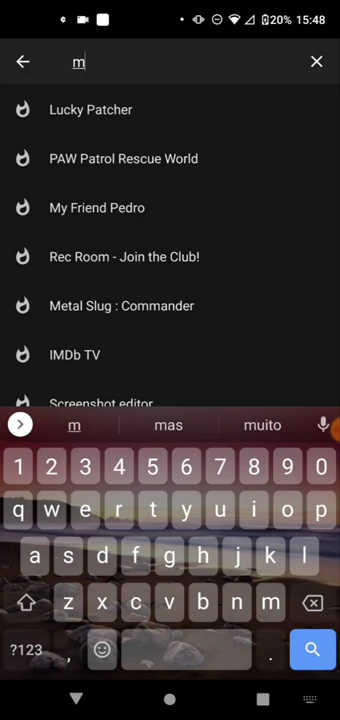 20% 15:48
m
Lucky Patcher
PAW Patrol Rescue World
My Friend Pedro
Rec Room - Join the Club!
Metal Slug : Commander
IMDb TV
Screenshot editor
m mas muito
1 2 3 4 5 6 7 8 9 0
q w e r t y u i o p
a s d f g h j k l
z x c v b n m
?123 , .